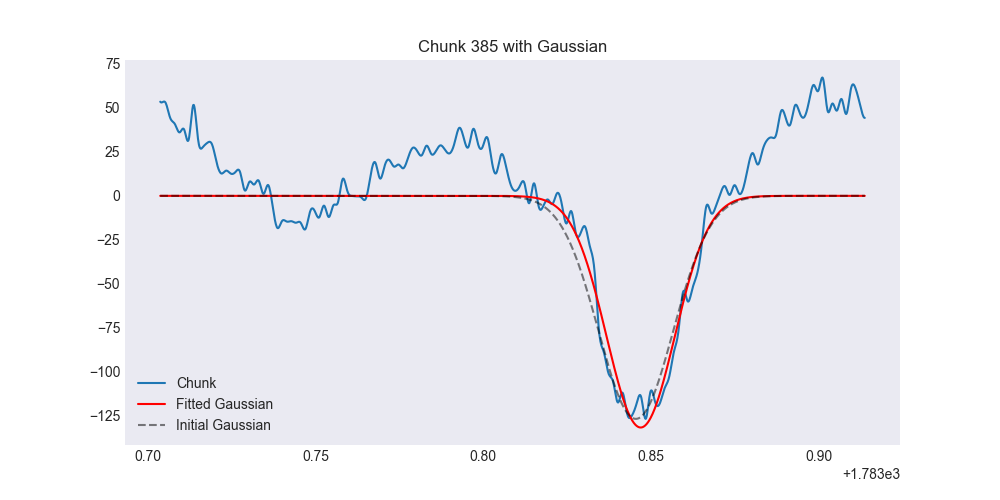 Chunk 385 with Gaussian
75
50
25
0
−25
−50
−75
−100
−125
Chunk
Fitted Gaussian
Initial Gaussian
0.70 0.75 0.80 0.85 0.90
+1.783e3